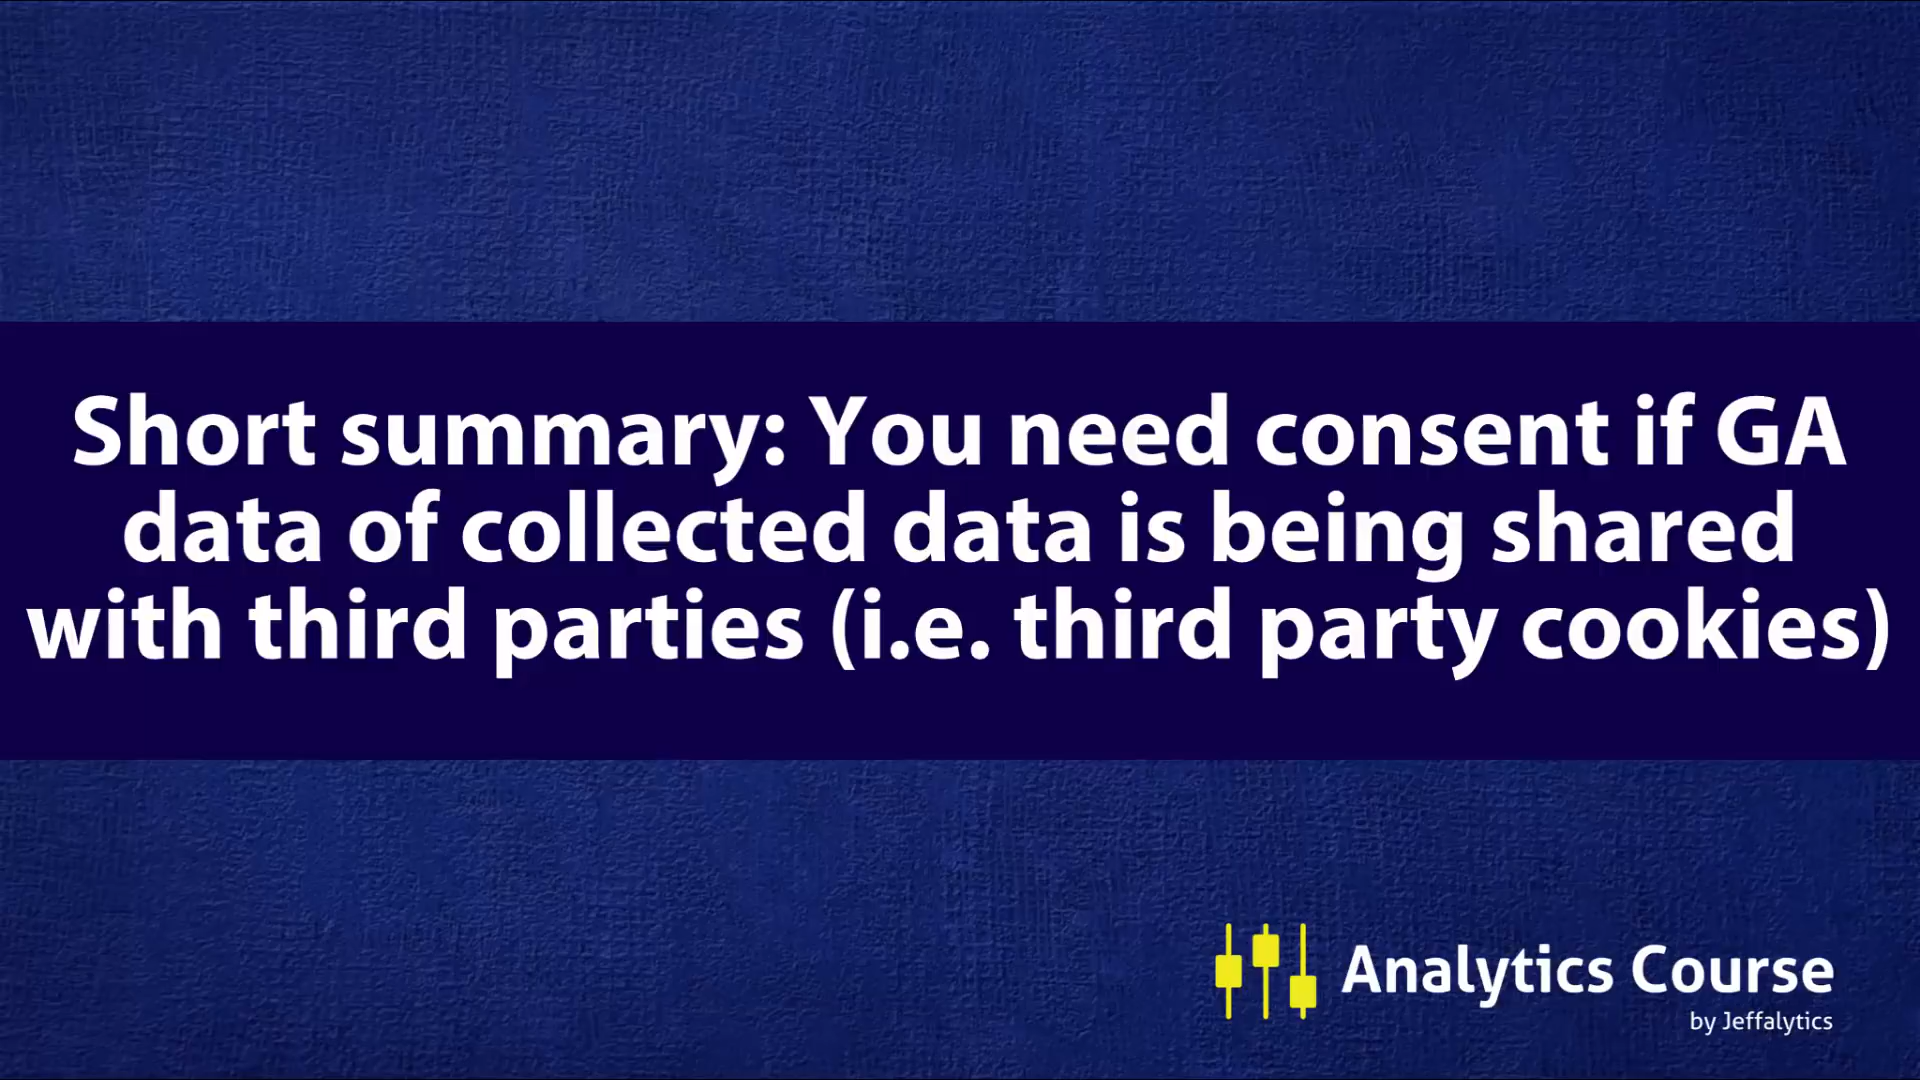 Short summary: You need consent if GA
data of collected data is being shared
with third parties (i.e. third party cookies)
Analytics Course
by Jeffalytics